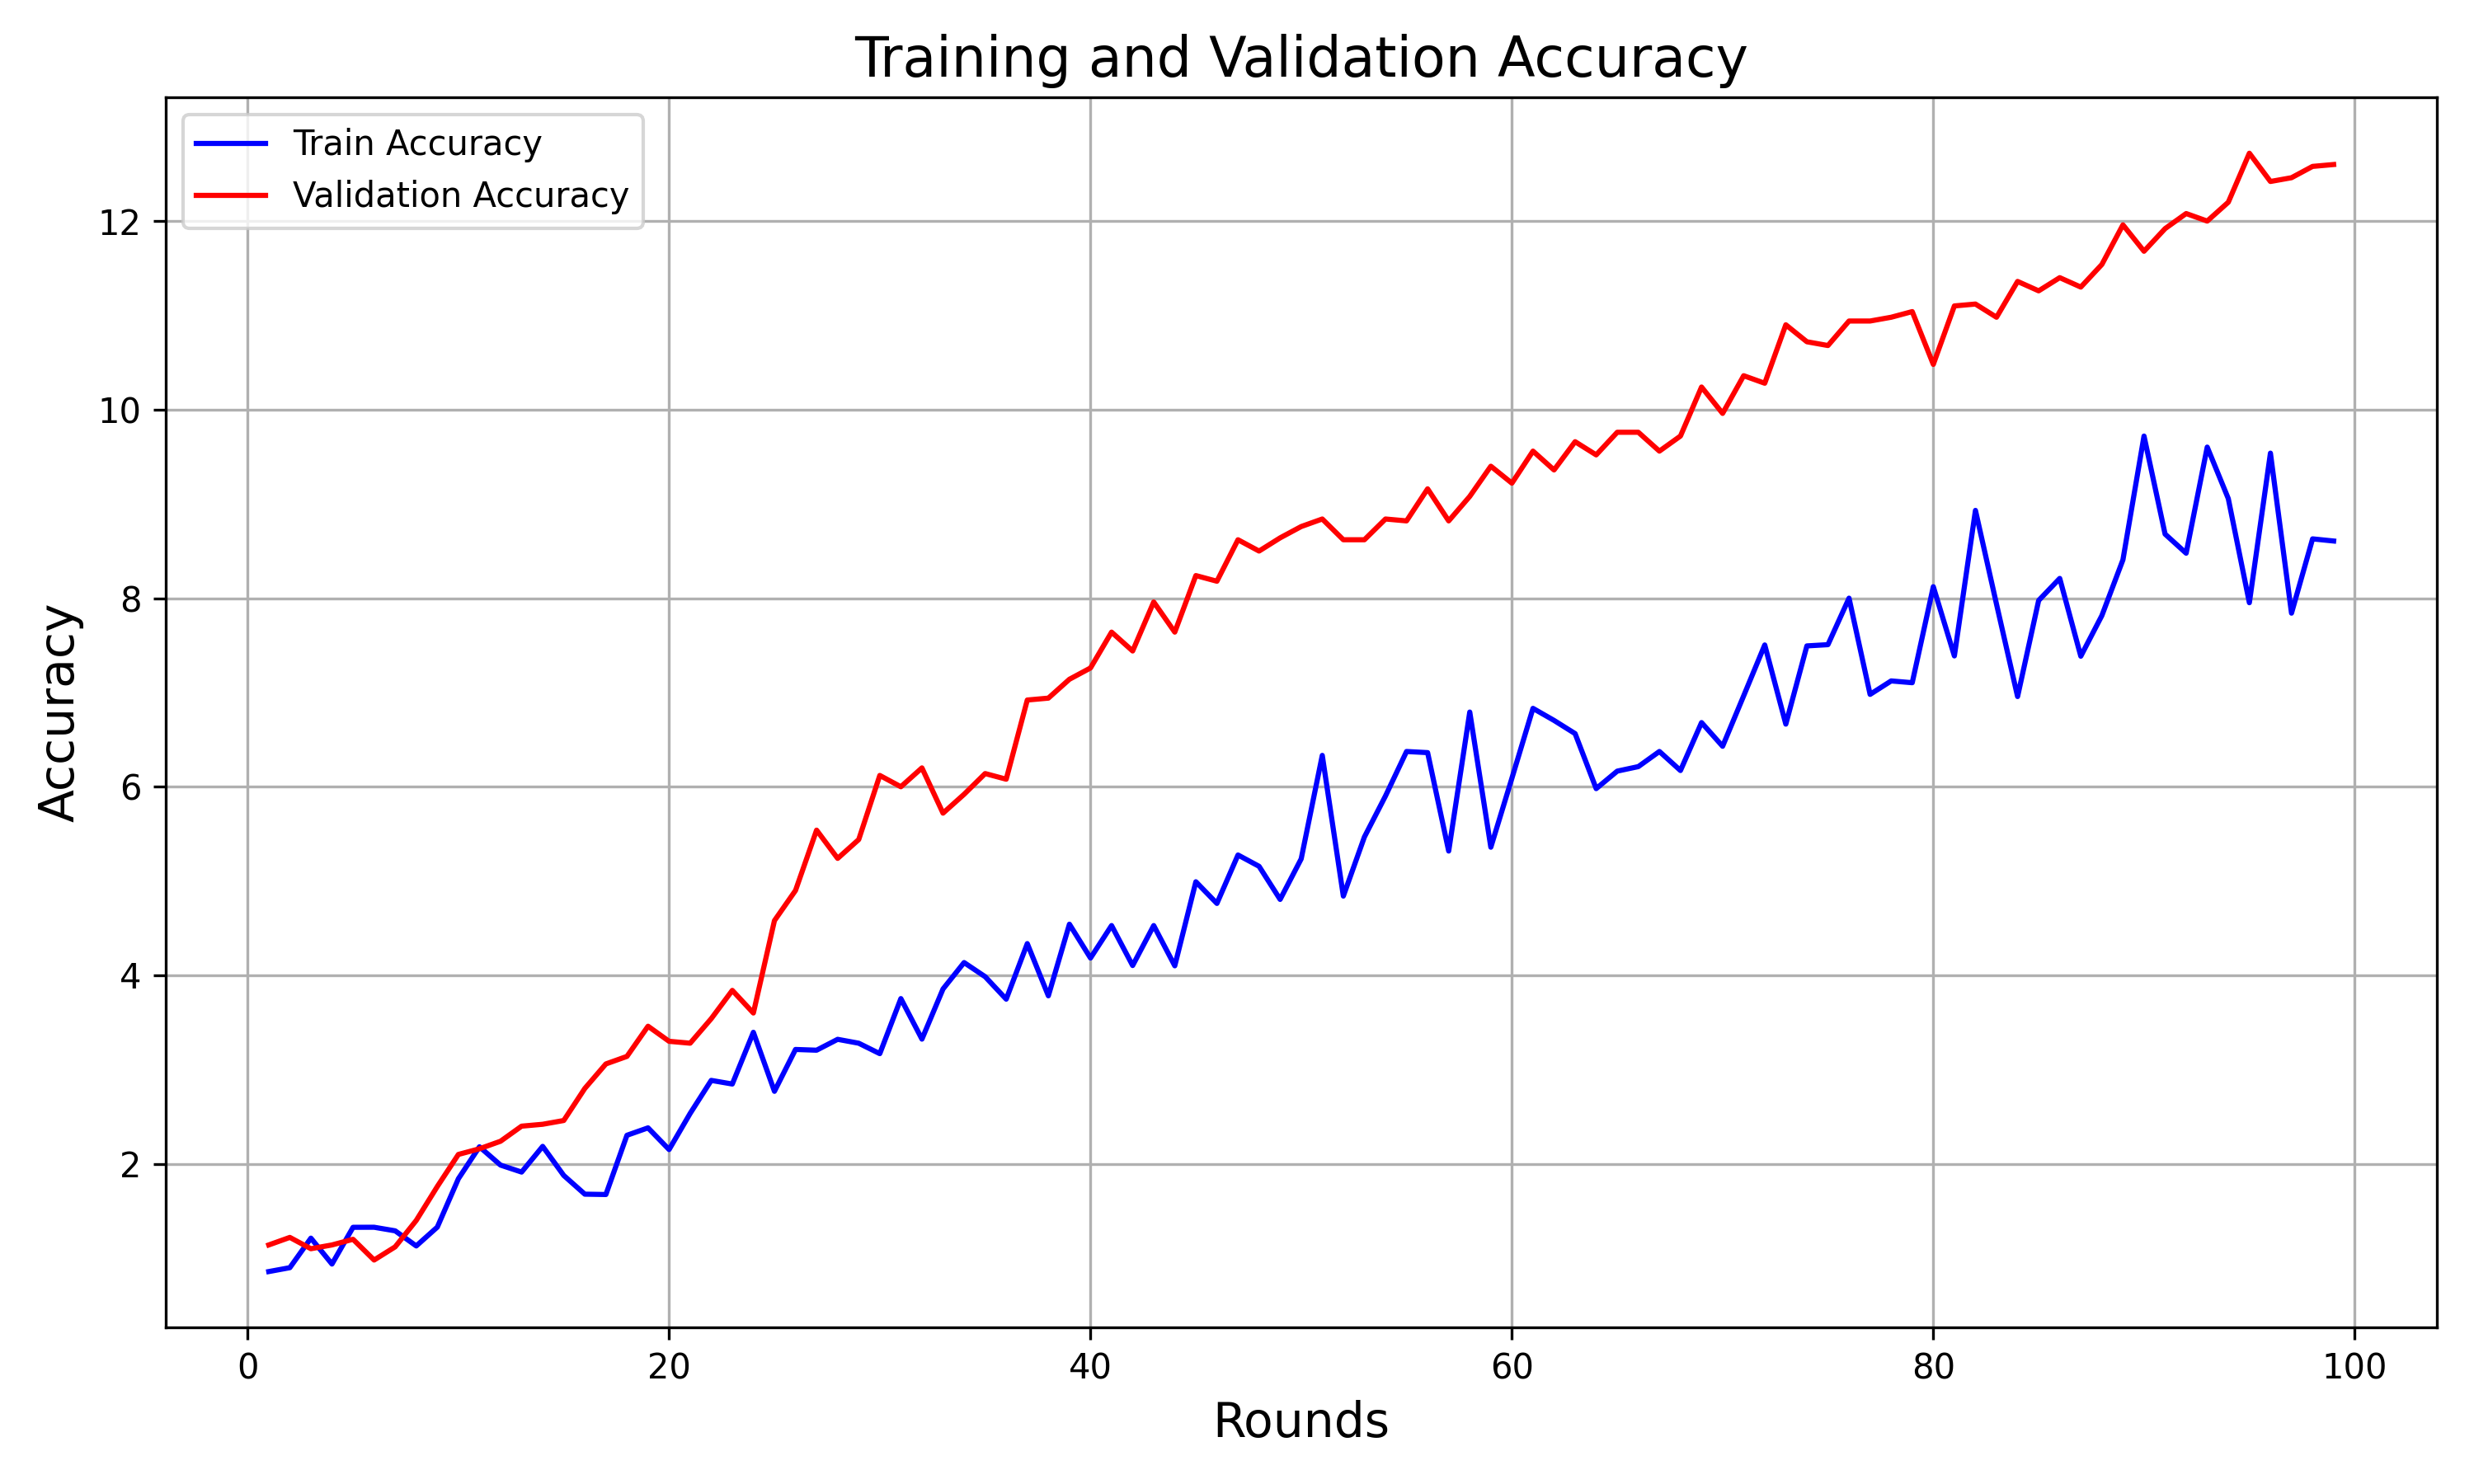 Training and Validation Accuracy
Train Accuracy
Validation Accuracy
12
10
8
6
4
2
Accuracy
0 20 40 60 80 100
Rounds